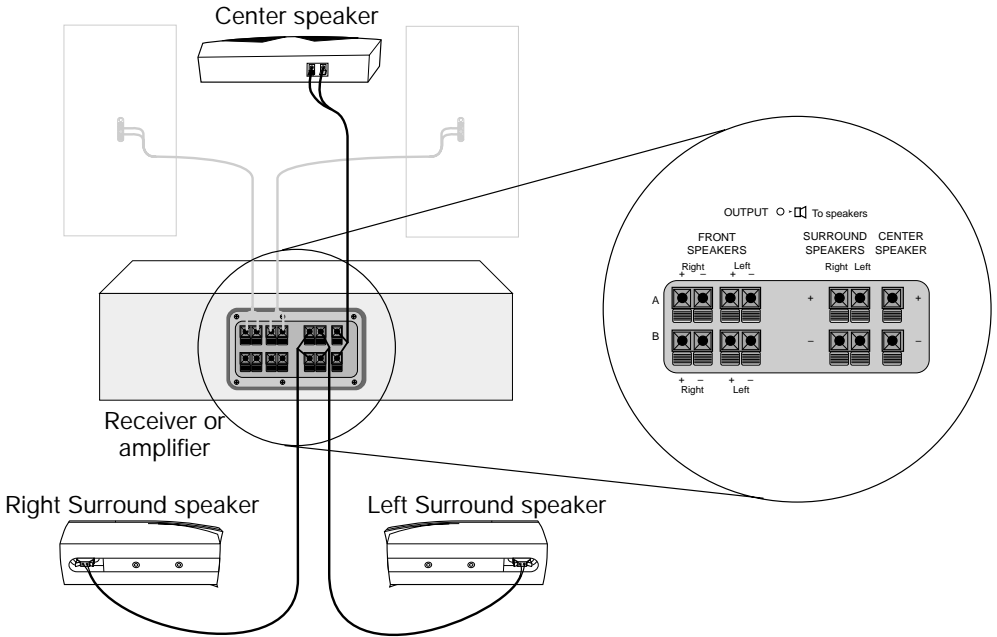 Center speaker
OUTPUT To speakers
FRONT
SPEAKERS
SURROUND
SPEAKERS
CENTER
SPEAKER
Right Left
Right Left
+ – + –
A + +
B – –
+ – + –
Right Left
Receiver or
amplifier
Right Surround speaker
Left Surround speaker